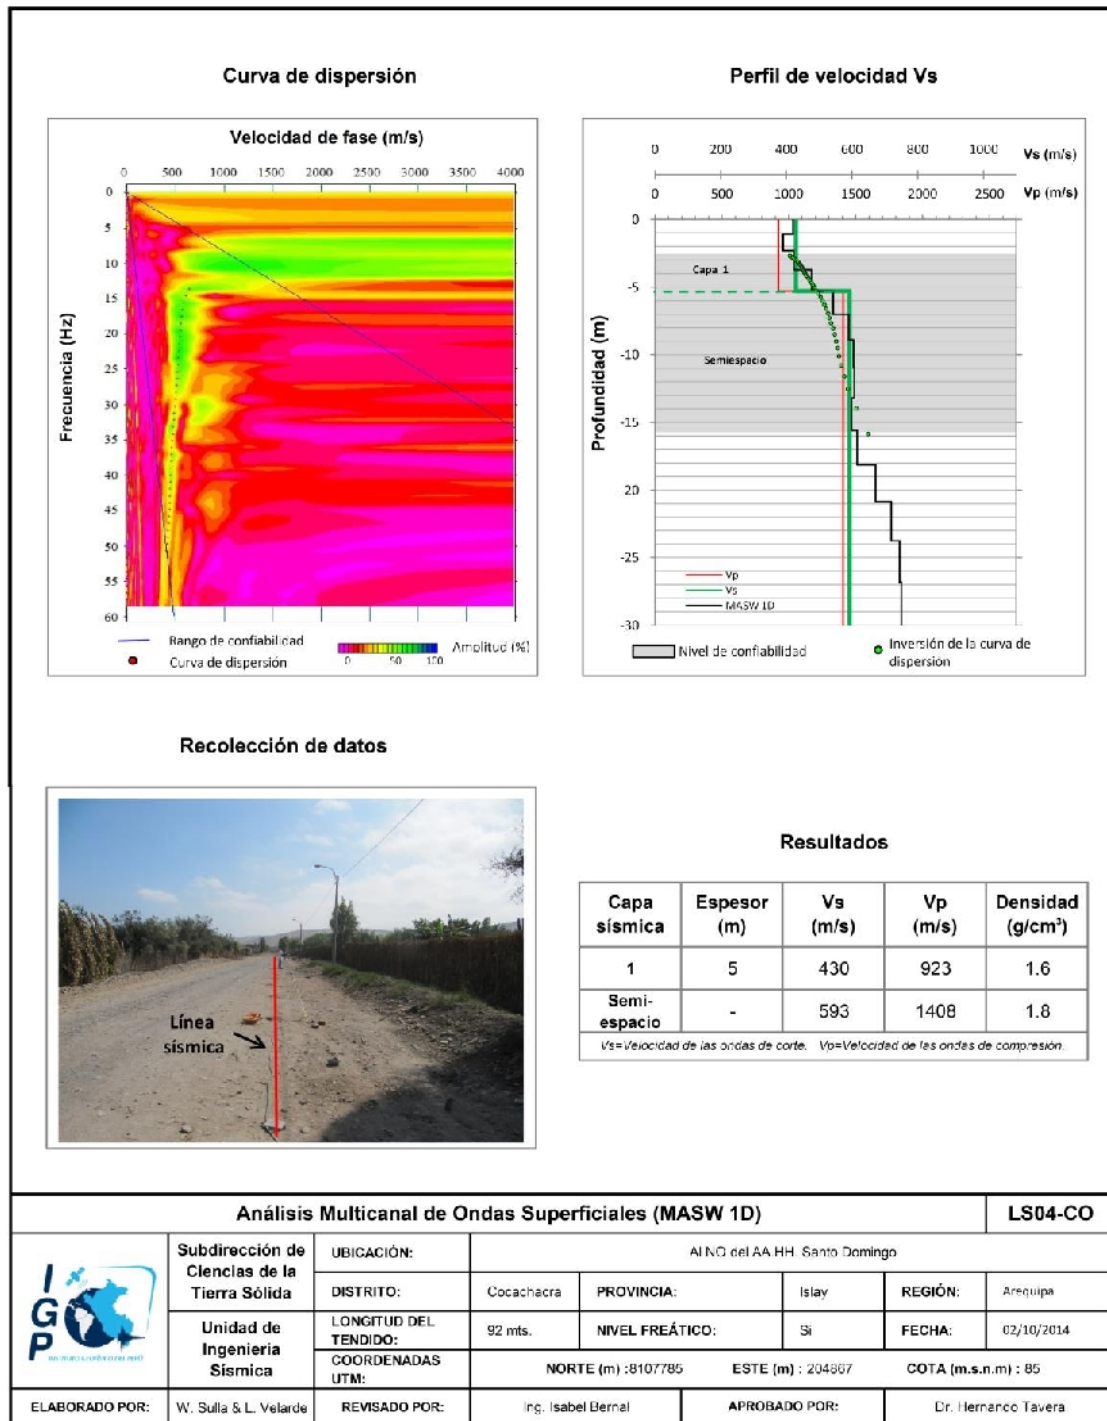 Curva de dispersión
Velocidad de fase (m/s)
0 500 1000 1500 2000 2500 3000 3500 4000
Frecuencia (Hz)
0
5
10
15
20
25
30
35
40
45
50
55
60
Rango de confiabilidad
Curva de dispersión
Amplitud (%)
0 50 100
Perfil de velocidad Vs
0 200 400 600 800 1000 Vs (m/s)
0 500 1000 1500 2000 2500 Vp (m/s)
Profundidad (m)
0
-5
-10
-15
-20
-25
-30
Capa 1
Semiespacio
Vp
Vs
MASW 1D
Nivel de confiabilidad
Inversión de la curva de
dispersión
Recolección de datos
Línea
sísmica
Resultados
Capa sísmica Espesor (m) Vs (m/s) Vp (m/s) Densidad (g/cm³)
1 5 430 923 1.6
Semi-espacio - 593 1408 1.8
Vs=Velocidad de las ondas de corte. Vp=Velocidad de las ondas de compresión.
Análisis Multicanal de Ondas Superficiales (MASW 1D) LS04-CO
IGP
Subdirección de
Ciencias de la
Tierra Sólida
UBICACIÓN: Al NO del AA.HH. Santo Domingo
DISTRITO: Cocachacra PROVINCIA: Islay REGIÓN: Arequipa
Unidad de
Ingenieria
Sísmica
LONGITUD DEL TENDIDO: 92 mts. NIVEL FREÁTICO: Si FECHA: 02/10/2014
COORDENADAS UTM: NORTE (m) :8107785 ESTE (m) : 204867 COTA (m.s.n.m) : 85
ELABORADO POR: W. Sulla & L. Velarde REVISADO POR: Ing. Isabel Bernal APROBADO POR: Dr. Hernando Tavera